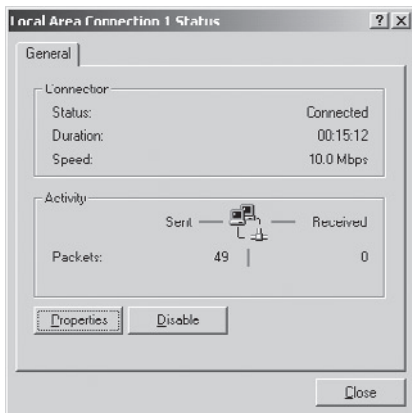 Local Area Connection 1 Status
General
Connection
Status: Connected
Duration: 00:15:12
Speed: 10.0 Mbps
Activity
Sent Received
Packets: 49 0
Properties Disable
Close